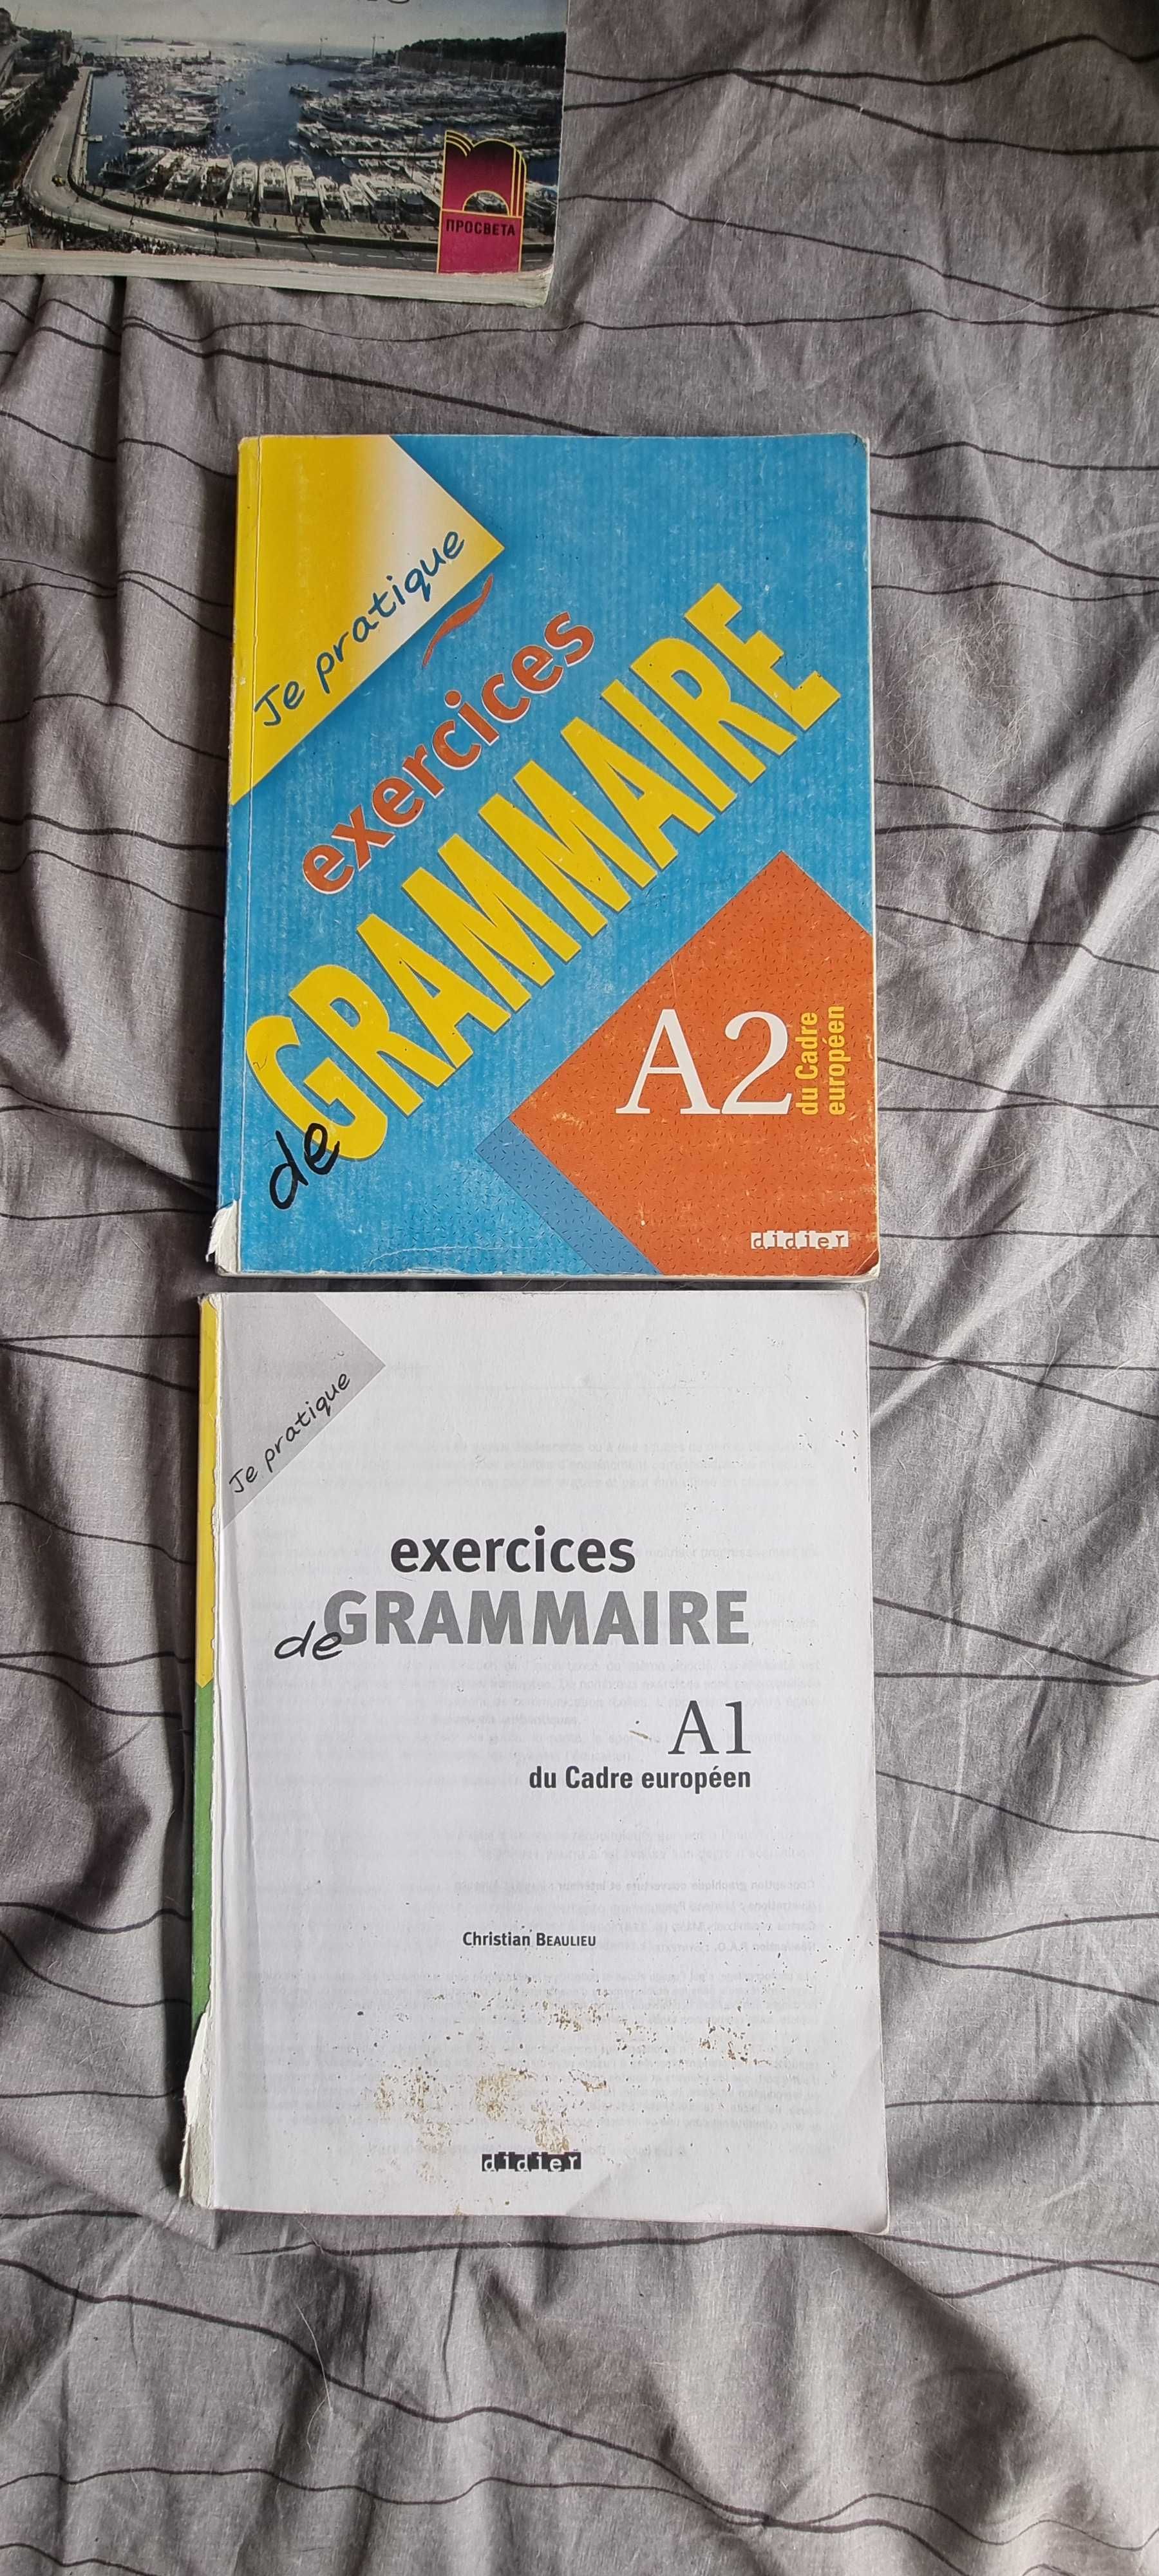 ПРОСВЕТА
Je pratique
exercices
de GRAMMAIRE
A2
du Cadre
européen
didier
Je pratique
exercices
de GRAMMAIRE
A1
du Cadre européen
Christian BEAULIEU
didier